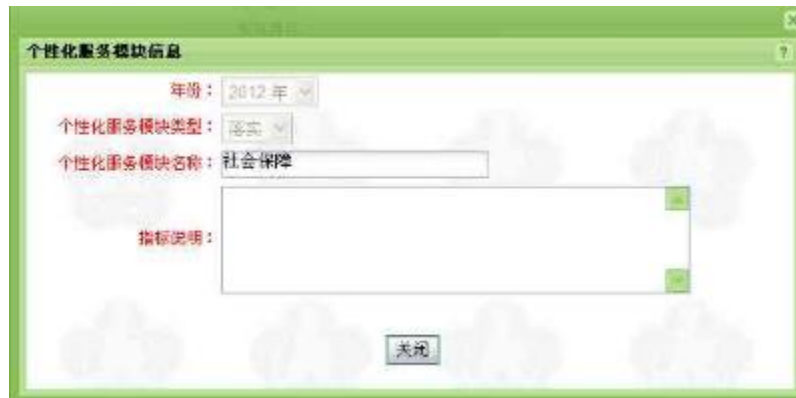 个性化服务模块信息
?
年份： 2012 年
个性化服务模块类型： 落实
个性化服务模块名称： 社会保障
指标说明：
关闭